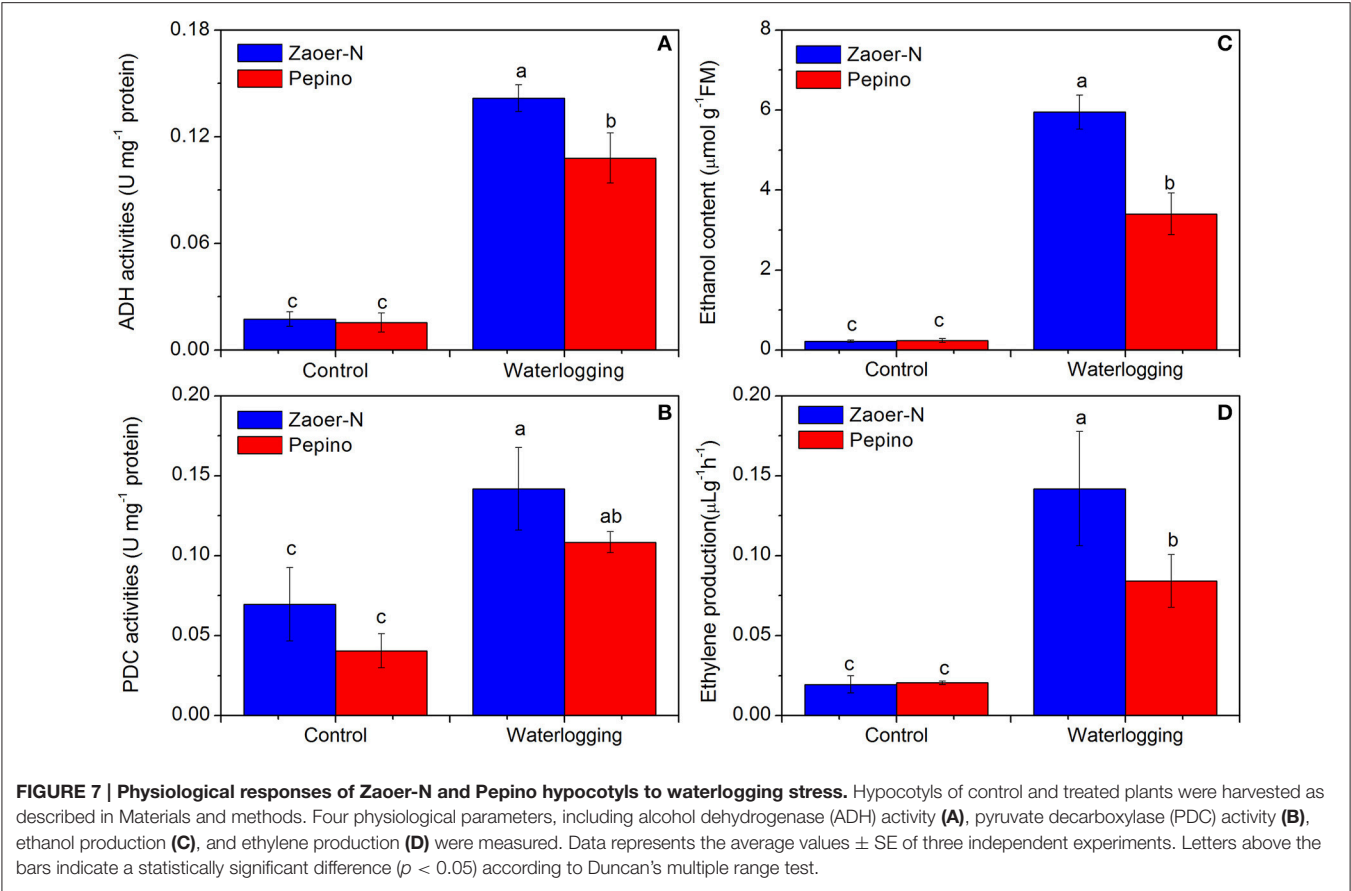 A
Zaoer-N
Pepino
ADH activities (U mg⁻¹ protein)
0.18
0.12
0.06
0.00
c
c
a
b
Control
Waterlogging
C
Zaoer-N
Pepino
Ethanol content (μmol g⁻¹FM)
8
6
4
2
0
c
c
a
b
Control
Waterlogging
B
Zaoer-N
Pepino
PDC activities (U mg⁻¹ protein)
0.20
0.15
0.10
0.05
0.00
c
c
a
ab
Control
Waterlogging
D
Zaoer-N
Pepino
Ethylene production(μLg⁻¹h⁻¹)
0.20
0.15
0.10
0.05
0.00
c
c
a
b
Control
Waterlogging
FIGURE 7 | Physiological responses of Zaoer-N and Pepino hypocotyls to waterlogging stress. Hypocotyls of control and treated plants were harvested as
described in Materials and methods. Four physiological parameters, including alcohol dehydrogenase (ADH) activity (A), pyruvate decarboxylase (PDC) activity (B),
ethanol production (C), and ethylene production (D) were measured. Data represents the average values ± SE of three independent experiments. Letters above the
bars indicate a statistically significant difference (p < 0.05) according to Duncan's multiple range test.